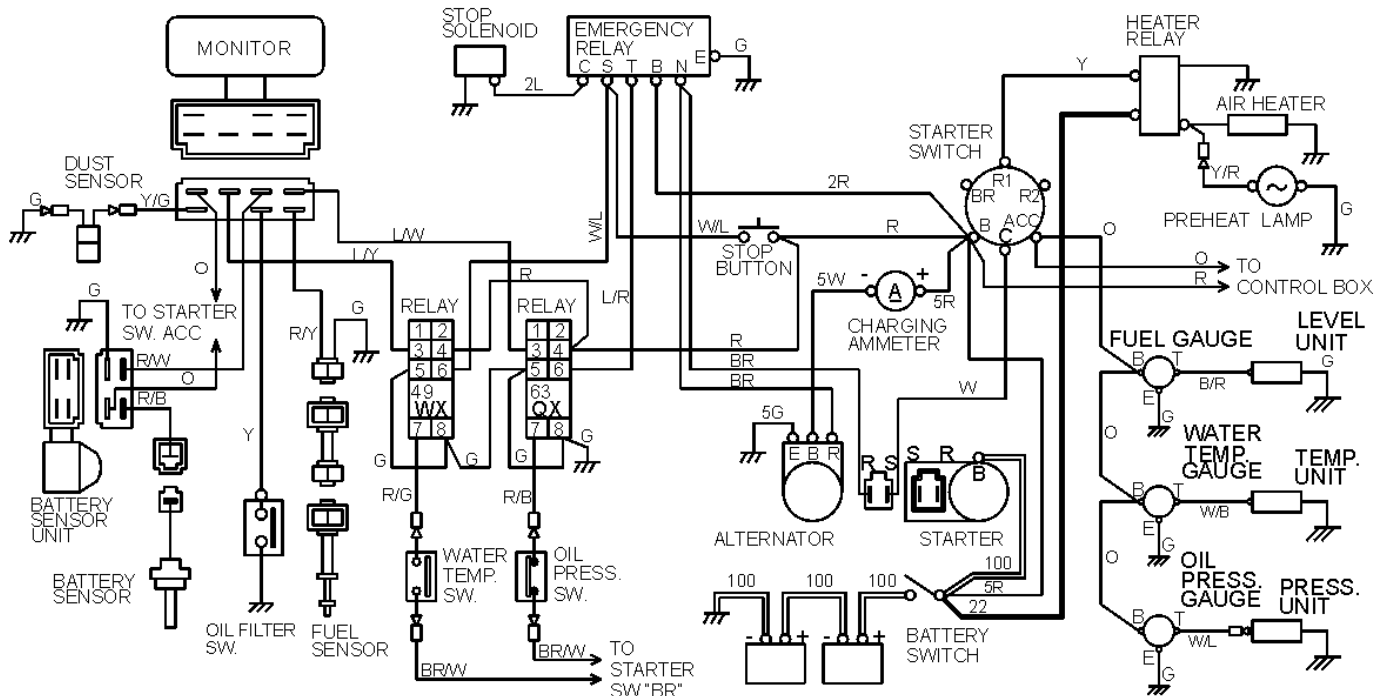 STOP
SOLENOID
EMERGENCY
RELAY
E
G
C S T B N
2L
HEATER
RELAY
Y
AIR HEATER
MONITOR
STARTER
SWITCH
R1
BR
R2
ACC
B
C
Y/R
PREHEAT LAMP
G
DUST
SENSOR
G
Y/G
2R
W/L
L/W
L/Y
W/L
STOP
BUTTON
R
O
O
R
TO
CONTROL BOX
O
R
L/R
5W
- A +
5R
CHARGING
AMMETER
G
TO STARTER
SW. ACC
R/Y
G
RELAY
1 2
3 4
5 6
49
WX
7 8
RELAY
1 2
3 4
5 6
63
QX
7 8
R
BR
BR
FUEL GAUGE
LEVEL
UNIT
B T
B/R
G
E
G
R/W
O
R/B
W
5G
E B R
Y
G
G
G
G
R S
S R
B
O
WATER
TEMP.
GAUGE
TEMP.
UNIT
B T
W/B
E
G
R/G
R/B
BATTERY
SENSOR
UNIT
ALTERNATOR
STARTER
WATER
TEMP.
SW.
OIL
PRESS.
SW.
100
100
100
100
5R
22
O
OIL
PRESS.
GAUGE
PRESS.
UNIT
B T
W/L
E
G
BATTERY
SENSOR
OIL FILTER
SW.
FUEL
SENSOR
BR/W
BR/W
TO
STARTER
SW."BR"
- +
- +
BATTERY
SWITCH